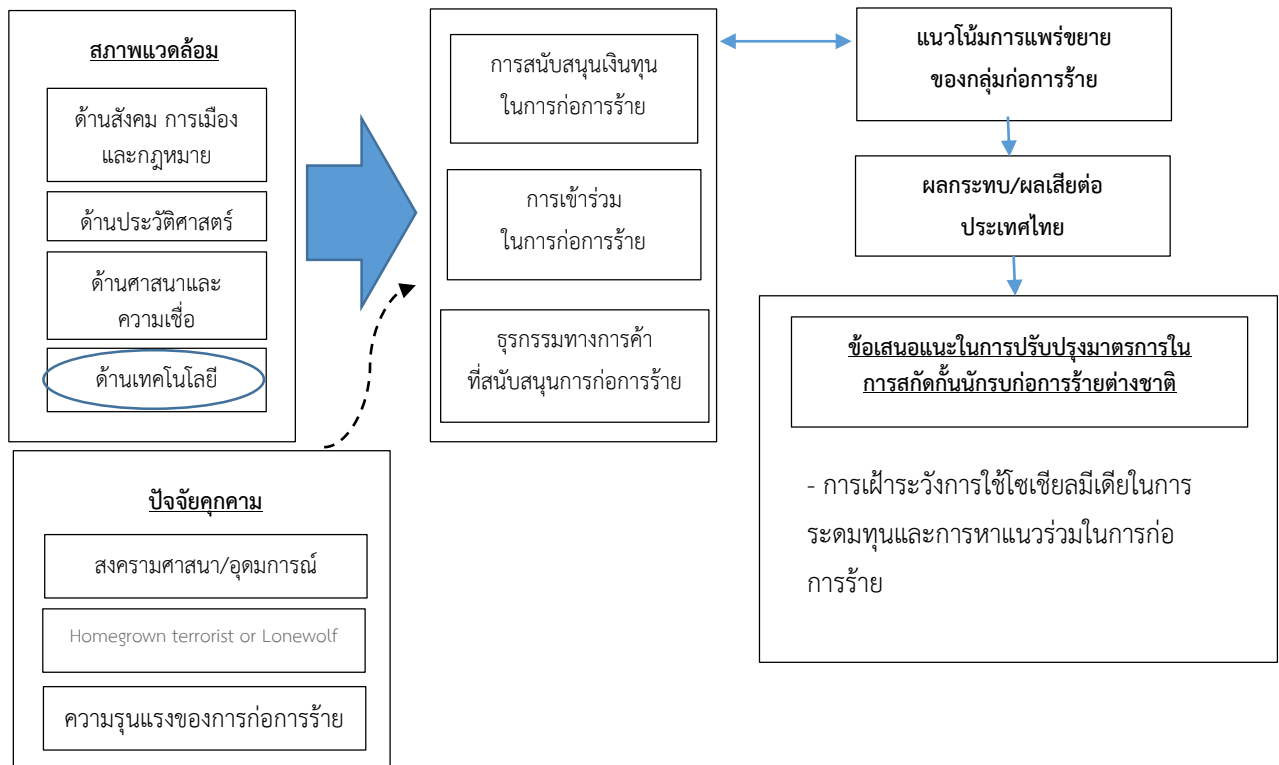 สภาพแวดล้อม
ด้านสังคม การเมือง
และกฎหมาย
ด้านประวัติศาสตร์
ด้านศาสนาและ
ความเชื่อ
ด้านเทคโนโลยี
ปัจจัยคุกคาม
สงครามศาสนา/อุดมการณ์
Homegrown terrorist or Lonewolf
ความรุนแรงของการก่อการร้าย
การสนับสนุนเงินทุน
ในการก่อการร้าย
การเข้าร่วม
ในการก่อการร้าย
ธุรกรรมทางการค้า
ที่สนับสนุนการก่อการร้าย
แนวโน้มการแพร่ขยาย
ของกลุ่มก่อการร้าย
ผลกระทบ/ผลเสียต่อ
ประเทศไทย
ข้อเสนอแนะในการปรับปรุงมาตรการใน
การสกัดกั้นนักรบก่อการร้ายต่างชาติ
- การเฝ้าระวังการใช้โซเชียลมีเดียในการ
ระดมทุนและการหาแนวร่วมในการก่อ
การร้าย